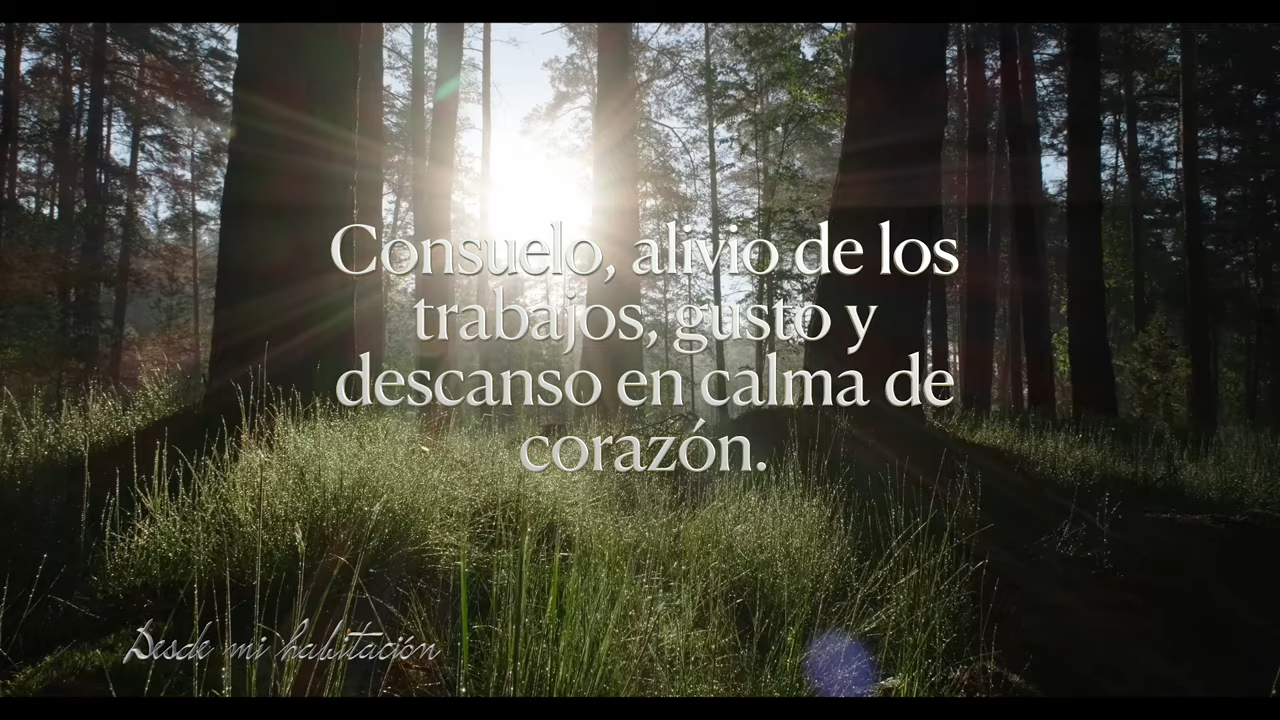 Consuelo, alivio de los
trabajos, gusto y
descanso en calma de
corazón.
Desde mi habitación